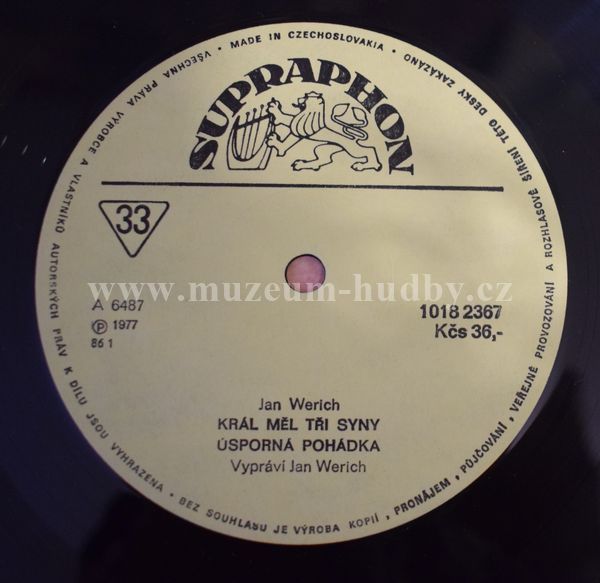 VŠECHNA PRÁVA VÝROBCE A VLASTNÍKŮ AUTORSKÝCH PRÁV K DÍLU JSOU VYHRAZENA • BEZ SOUHLASU JE VÝROBA KOPIÍ, PRONÁJEM, PŮJČOVÁNÍ, VEŘEJNÉ PROVOZOVÁNÍ A ROZHLASOVÉ ŠÍŘENÍ TÉTO DESKY ZAKÁZÁNO • MADE IN CZECHOSLOVAKIA •
SUPRAPHON
33
www.muzeum-hudby.cz
A 6487
℗ 1977
86 1
1018 2367
Kčs 36,-
Jan Werich
KRÁL MĚL TŘI SYNY
ÚSPORNÁ POHÁDKA
Vypráví Jan Werich